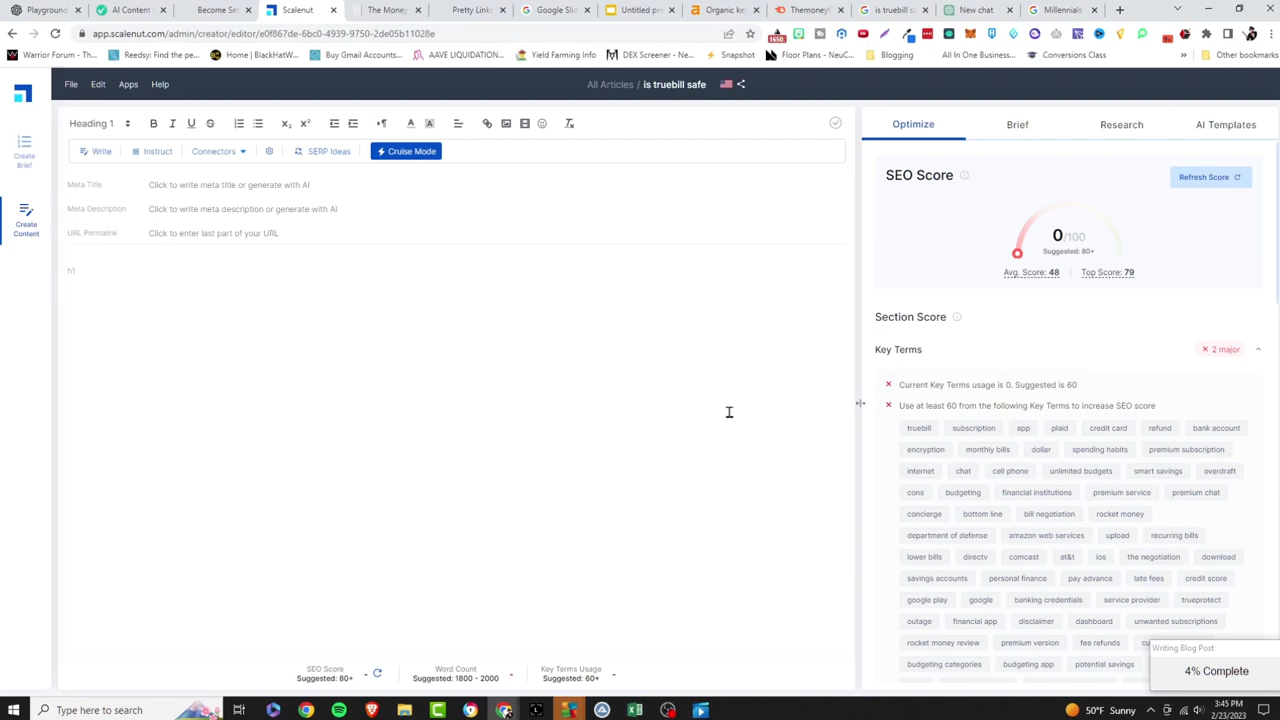 Playground
AI Content
Become Set
Scalenut
The Money
Pretty Links
Google Slid
Untitled pre
Organic key
Themoneyf
is truebill sa
New chat
Millennials
app.scalenut.com/admin/creator/editor/e0f867de-6bc0-4939-9750-2de05b11028e
1650
Warrior Forum - Th...
Reedsy: Find the pe...
Home | BlackHatW...
Buy Gmail Accounts...
AAVE LIQUIDATION...
Yield Farming Info
DEX Screener - Mo...
Snapshot
Floor Plans - NeuC...
Blogging
All In One Business...
Conversions Class
Other bookmarks
File Edit Apps Help
All Articles / is truebill safe
Create Brief
Create Content
Heading 1
Write Instruct Connectors SERP Ideas Cruise Mode
Meta Title Click to write meta title or generate with AI
Meta Description Click to write meta description or generate with AI
URL Permalink Click to enter last part of your URL
h1
Optimize Brief Research AI Templates
SEO Score Refresh Score
0/100
Suggested: 80+
Avg. Score: 48 Top Score: 79
Section Score
Key Terms 2 major
Current Key Terms usage is 0. Suggested is 60
Use at least 60 from the following Key Terms to increase SEO score
truebill subscription app plaid credit card refund bank account
encryption monthly bills dollar spending habits premium subscription
internet chat cell phone unlimited budgets smart savings overdraft
cons budgeting financial institutions premium service premium chat
concierge bottom line bill negotiation rocket money
department of defense amazon web services upload recurring bills
lower bills directv comcast at&t ios the negotiation download
savings accounts personal finance pay advance late fees credit score
google play google banking credentials service provider trueprotect
outage financial app disclaimer dashboard unwanted subscriptions
rocket money review premium version fee refunds cu
budgeting categories budgeting app potential savings
Writing Blog Post
4% Complete
SEO Score
Suggested: 80+ -
Word Count
Suggested: 1800 - 2000 -
Key Terms Usage
Suggested: 60+ -
Type here to search
50°F Sunny
3:45 PM
2/23/2023